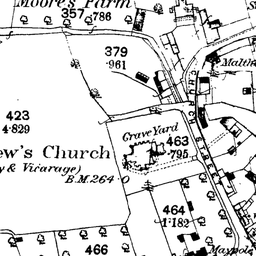 Moore's Farm
357
.786
379
.961
Malti
423
4.829
Grave Yard
463
.795
ew's Church
y & Vicarage)
B.M. 264
464
1.182
466
Maypole